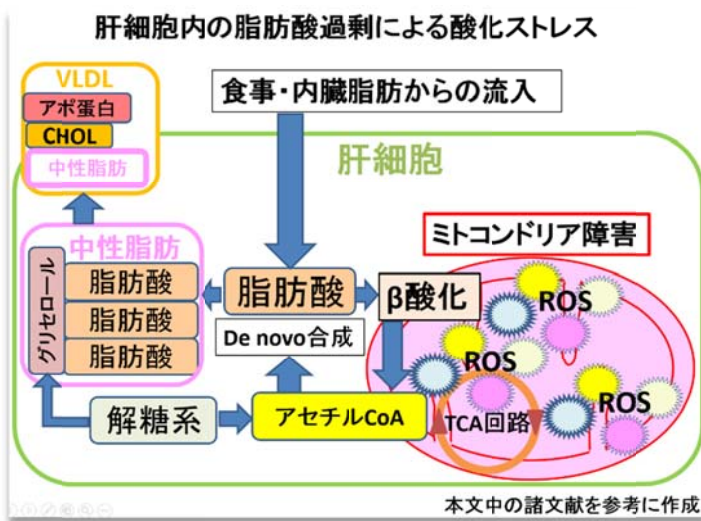 肝細胞内の脂肪酸過剰による酸化ストレス
VLDL
アポ蛋白
CHOL
中性脂肪
食事・内臓脂肪からの流入
肝細胞
中性脂肪
グリセロール
脂肪酸
脂肪酸
脂肪酸
脂肪酸
De novo合成
β酸化
ミトコンドリア障害
ROS
ROS
ROS
解糖系
アセチルCoA
TCA回路
本文中の諸文献を参考に作成